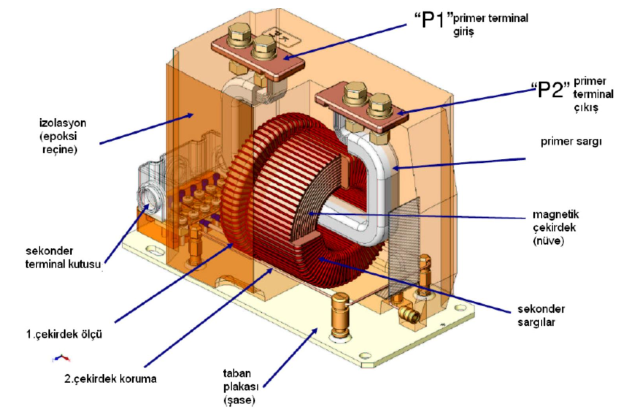 “P1” primer terminal
giriş
“P2” primer
terminal
çıkış
izolasyon
(epoksi
reçine)
primer sargı
magnetik
çekirdek
(nüve)
sekonder
terminal kutusu
sekonder
sargılar
1.çekirdek ölçü
2.çekirdek koruma
taban
plakası
(şase)